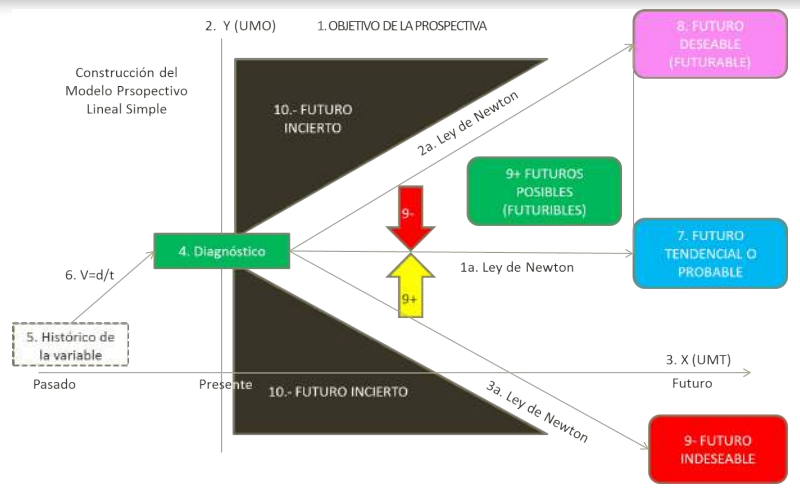 2. Y (UMO)
1. OBJETIVO DE LA PROSPECTIVA
8. FUTURO
DESEABLE
(FUTURABLE)
Construcción del
Modelo Prsopectivo
Lineal Simple
10.- FUTURO
INCIERTO
2a. Ley de Newton
9+ FUTUROS
POSIBLES
(FUTURIBLES)
9-
4. Diagnóstico
7. FUTURO
TENDENCIAL O
PROBABLE
6. V=d/t
1a. Ley de Newton
9+
5. Histórico de
la variable
3. X (UMT)
Pasado
Presente
Futuro
10.- FUTURO INCIERTO
3a. Ley de Newton
9- FUTURO
INDESEABLE